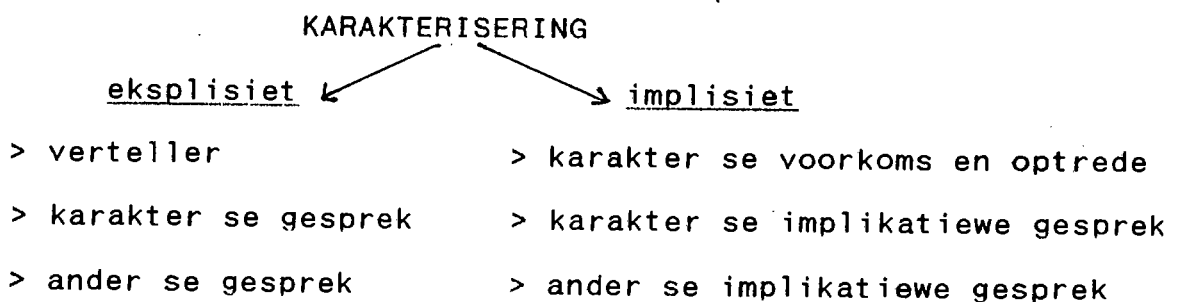 KARAKTERISERING
eksplisiet implisiet
> verteller > karakter se voorkoms en optrede
> karakter se gesprek > karakter se implikatiewe gesprek
> ander se gesprek > ander se implikatiewe gesprek